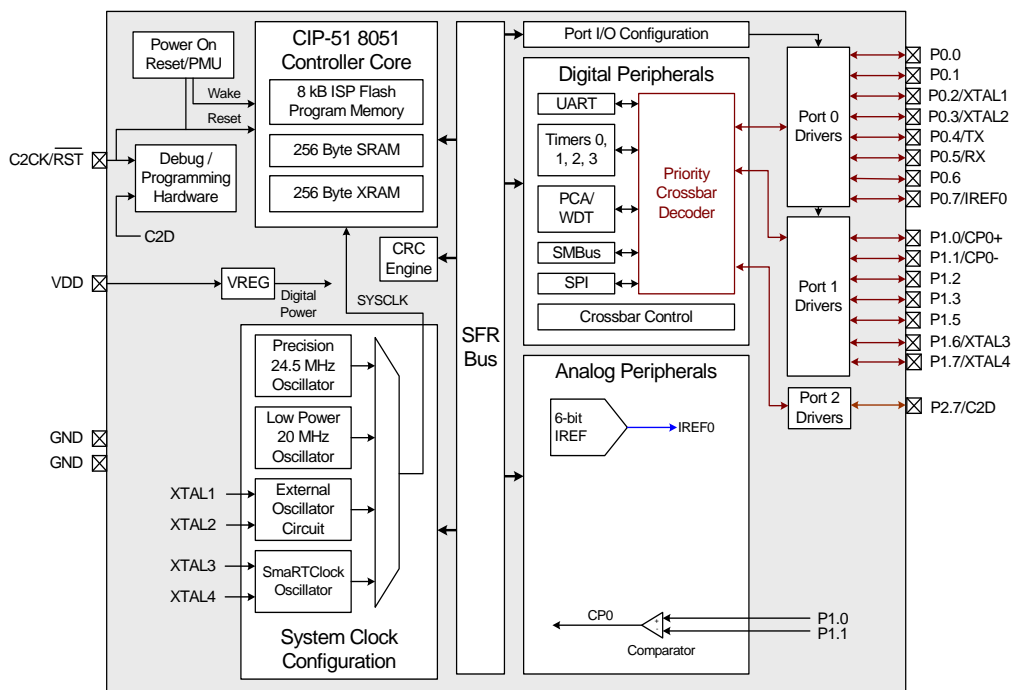 Power On
Reset/PMU
Wake
Reset
C2CK/RST
Debug /
Programming
Hardware
C2D
VDD
VREG
Digital
Power
SYSCLK
CIP-51 8051
Controller Core
8 kB ISP Flash
Program Memory
256 Byte SRAM
256 Byte XRAM
CRC
Engine
Precision
24.5 MHz
Oscillator
Low Power
20 MHz
Oscillator
External
Oscillator
Circuit
SmaRTClock
Oscillator
System Clock
Configuration
GND
GND
XTAL1
XTAL2
XTAL3
XTAL4
SFR
Bus
Port I/O Configuration
Digital Peripherals
UART
Timers 0,
1, 2, 3
PCA/
WDT
SMBus
SPI
Priority
Crossbar
Decoder
Crossbar Control
Analog Peripherals
6-bit
IREF
IREF0
CP0
+
-
Comparator
P1.0
P1.1
Port 0
Drivers
Port 1
Drivers
Port 2
Drivers
P0.0
P0.1
P0.2/XTAL1
P0.3/XTAL2
P0.4/TX
P0.5/RX
P0.6
P0.7/IREF0
P1.0/CP0+
P1.1/CP0-
P1.2
P1.3
P1.5
P1.6/XTAL3
P1.7/XTAL4
P2.7/C2D